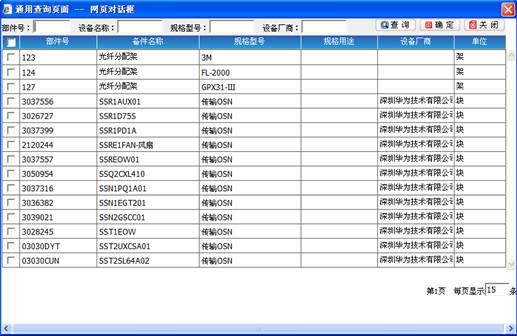 通用查询页面 -- 网页对话框
部件号： 设备名称： 规格型号： 设备厂商： 查 询 确 定 关 闭
部件号 备件名称 规格型号 规格用途 设备厂商 单位
123 光纤分配架 3M 架
124 光纤分配架 FL-2000 架
127 光纤分配架 GPX31-III 架
3037556 SSR1AUX01 传输OSN 深圳华为技术有限公司 块
3026727 SSR1D75S 传输OSN 深圳华为技术有限公司 块
3037399 SSR1PD1A 传输OSN 深圳华为技术有限公司 块
2120244 SSRE1FAN-风扇 传输OSN 深圳华为技术有限公司 块
3037557 SSREOW01 传输OSN 深圳华为技术有限公司 块
3050954 SSQ2CXL410 传输OSN 深圳华为技术有限公司 块
3037316 SSN1PQ1A01 传输OSN 深圳华为技术有限公司 块
3036382 SSN1EGT201 传输OSN 深圳华为技术有限公司 块
3039021 SSN2GSCC01 传输OSN 深圳华为技术有限公司 块
3028245 SST1EOW 传输OSN 深圳华为技术有限公司 块
03030DYT SST2UXCSA01 传输OSN 深圳华为技术有限公司 块
03030CUN SST2SL64A02 传输OSN 深圳华为技术有限公司 块
第1页 每页显示 15 条